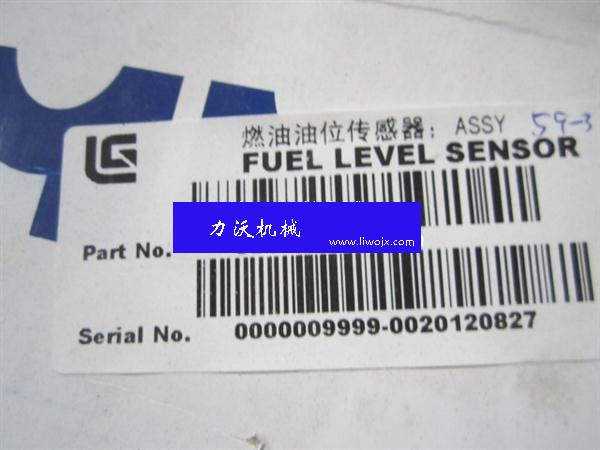 LG
燃油油位传感器：ASSY 59-3
FUEL LEVEL SENSOR
力沃机械
www.liwojx.com
Part No.
Serial No. 0000009999-0020120827